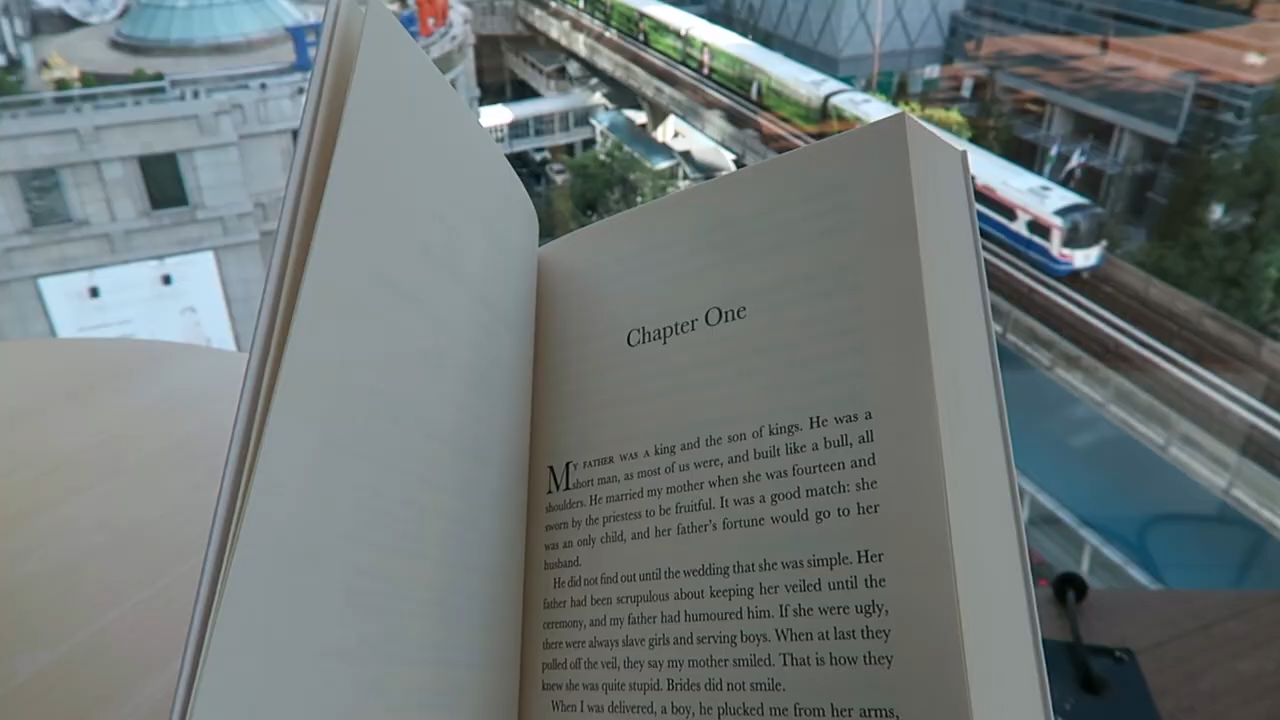 Chapter One
MY FATHER WAS A king and the son of kings. He was a
short man, as most of us were, and built like a bull, all
shoulders. He married my mother when she was fourteen and
sworn by the priestess to be fruitful. It was a good match: she
was an only child, and her father's fortune would go to her
husband.
He did not find out until the wedding that she was simple. Her
father had been scrupulous about keeping her veiled until the
ceremony, and my father had humoured him. If she were ugly,
there were always slave girls and serving boys. When at last they
pulled off the veil, they say my mother smiled. That is how they
knew she was quite stupid. Brides did not smile.
When I was delivered, a boy, he plucked me from her arms,